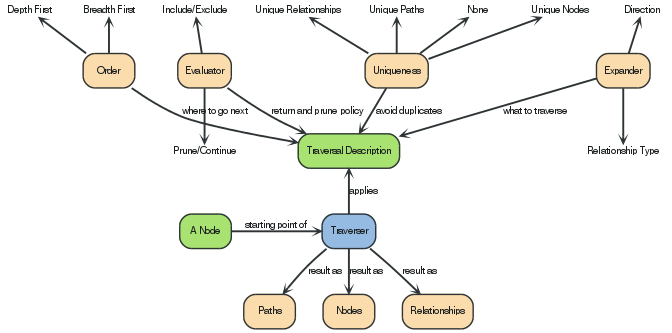 Depth First
Breadth First
Include/Exclude
Unique Relationships
Unique Paths
None
Unique Nodes
Direction
Order
Evaluator
Uniqueness
Expander
where to go next
return and prune policy
avoid duplicates
what to traverse
Prune/Continue
Traversal Description
Relationship Type
applies
A Node
starting point of
Traverser
result as
result as
result as
Paths
Nodes
Relationships